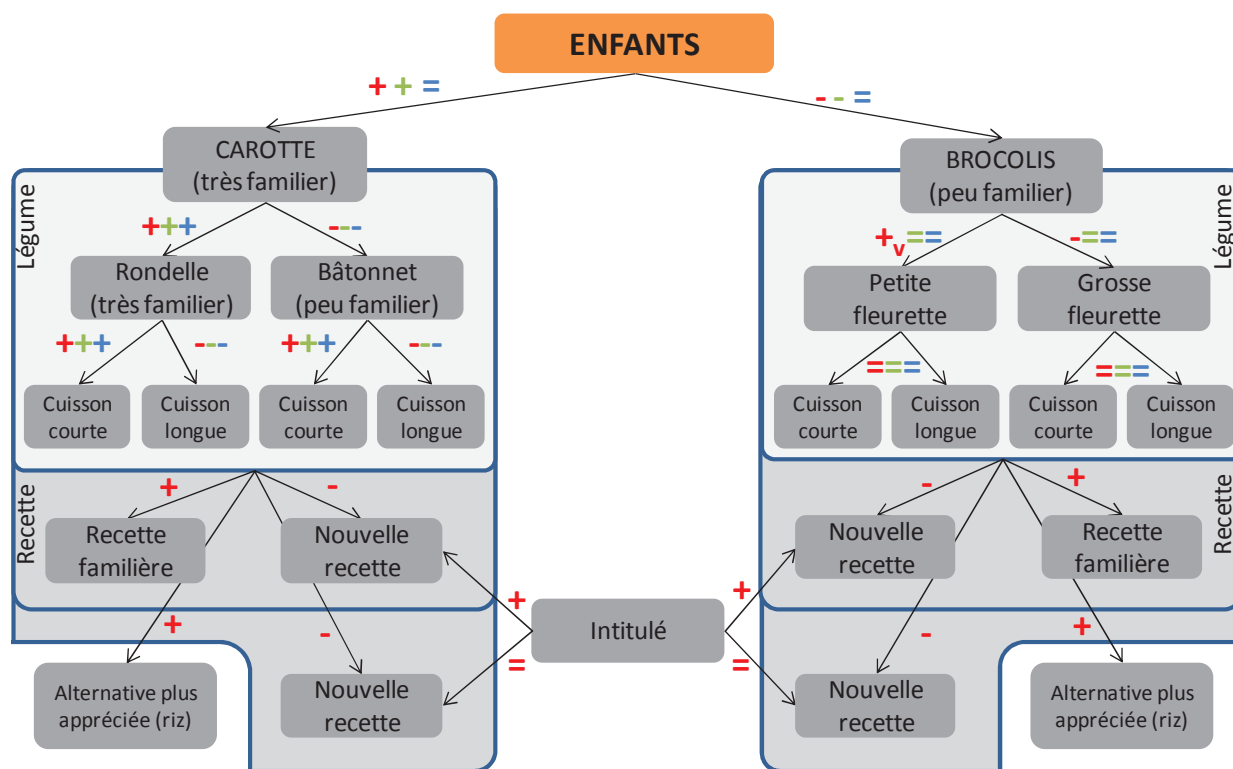 ENFANTS
+ + =
- - =
CAROTTE
(très familier)
BROCOLIS
(peu familier)
Légume
Légume
+++
---
+v==
-==
Rondelle
(très familier)
Bâtonnet
(peu familier)
Petite
fleurette
Grosse
fleurette
+++
---
+++
---
===
===
Cuisson
courte
Cuisson
longue
Cuisson
courte
Cuisson
longue
Cuisson
courte
Cuisson
longue
Cuisson
courte
Cuisson
longue
Recette
Recette
+
-
-
+
Recette
familière
Nouvelle
recette
Nouvelle
recette
Recette
familière
+
+
Intitulé
+
-
=
=
-
+
Alternative plus
appréciée (riz)
Nouvelle
recette
Nouvelle
recette
Alternative plus
appréciée (riz)